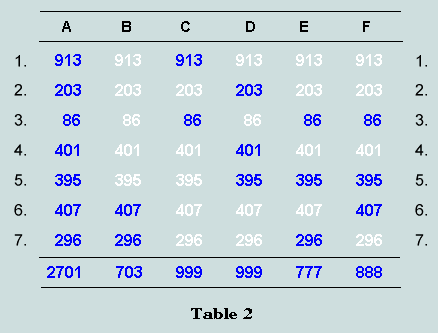 A B C D E F
1. 913 913 913 913 913 913 1.
2. 203 203 203 203 203 203 2.
3. 86 86 86 86 86 86 3.
4. 401 401 401 401 401 401 4.
5. 395 395 395 395 395 395 5.
6. 407 407 407 407 407 407 6.
7. 296 296 296 296 296 296 7.
2701 703 999 999 777 888
Table 2